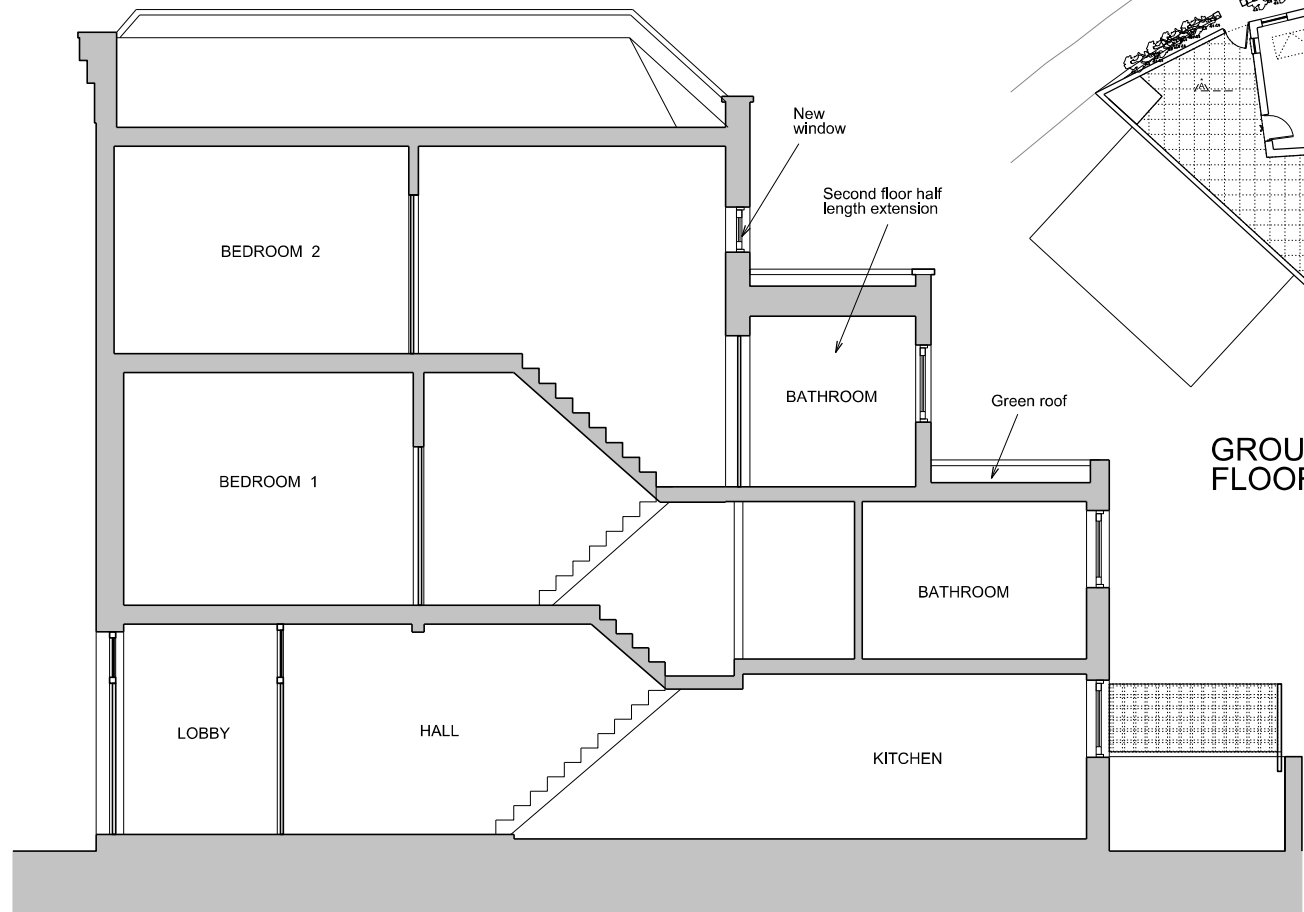 New
window
Second floor half
length extension
BEDROOM 2
BATHROOM
Green roof
GROU
FLOOR
BEDROOM 1
BATHROOM
LOBBY
HALL
KITCHEN